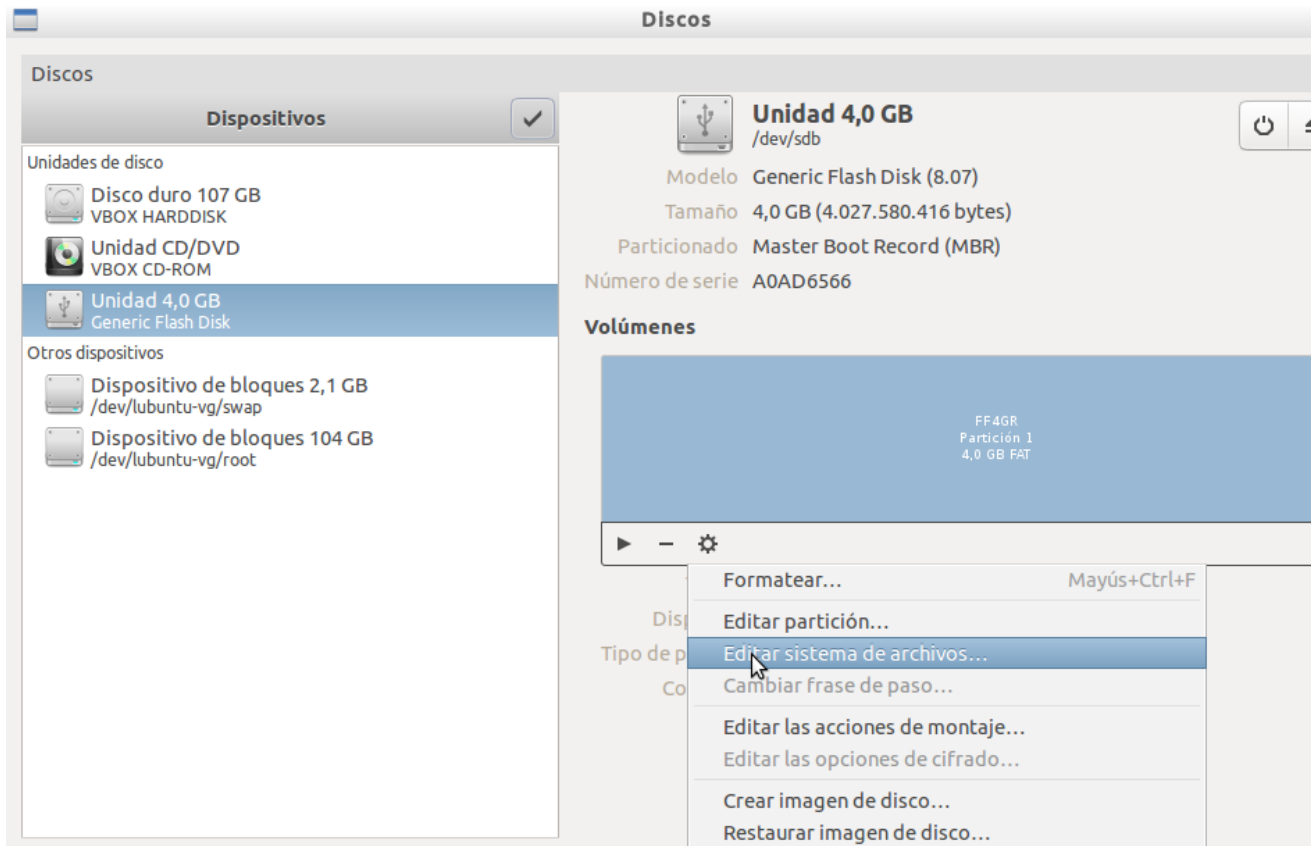 Discos
Discos
Dispositivos
Unidades de disco
Disco duro 107 GB
VBOX HARDDISK
Unidad CD/DVD
VBOX CD-ROM
Unidad 4,0 GB
Generic Flash Disk
Otros dispositivos
Dispositivo de bloques 2,1 GB
/dev/lubuntu-vg/swap
Dispositivo de bloques 104 GB
/dev/lubuntu-vg/root
Unidad 4,0 GB
/dev/sdb
Modelo Generic Flash Disk (8.07)
Tamaño 4,0 GB (4.027.580.416 bytes)
Particionado Master Boot Record (MBR)
Número de serie A0AD6566
Volúmenes
FF4GR
Partición 1
4,0 GB FAT
Formatear... Mayús+Ctrl+F
Editar partición...
Tipo de p
Editar sistema de archivos...
Cambiar frase de paso...
Editar las acciones de montaje...
Editar las opciones de cifrado...
Crear imagen de disco...
Restaurar imagen de disco...